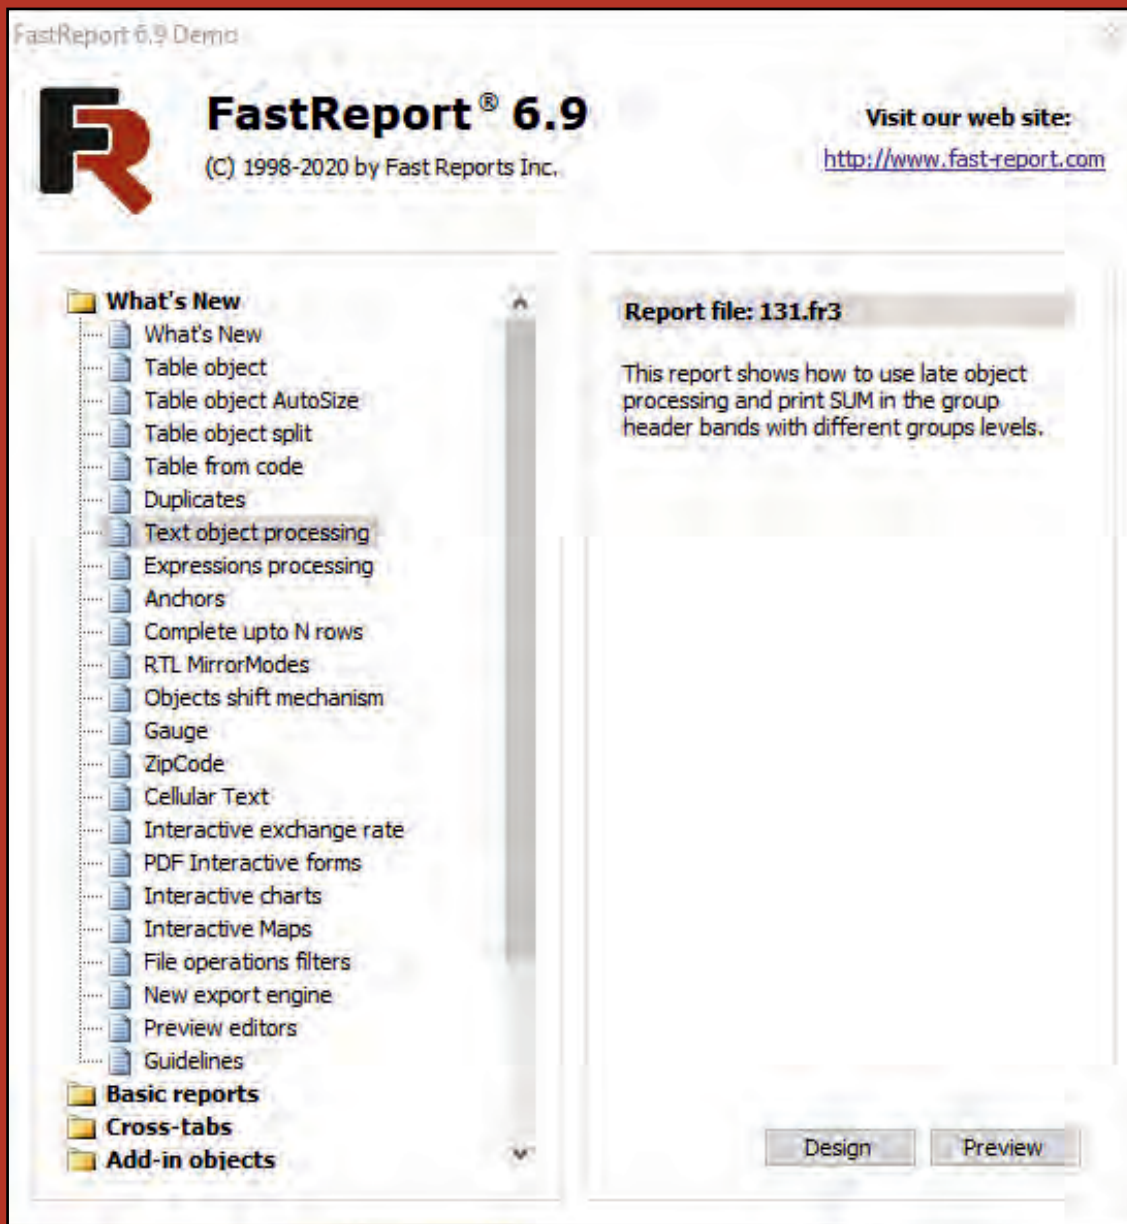 FastReport 6.9 Demo
FR
FastReport® 6.9
(C) 1998-2020 by Fast Reports Inc.
Visit our web site:
http://www.fast-report.com
What's New
What's New
Table object
Table object AutoSize
Table object split
Table from code
Duplicates
Text object processing
Expressions processing
Anchors
Complete upto N rows
RTL MirrorModes
Objects shift mechanism
Gauge
ZipCode
Cellular Text
Interactive exchange rate
PDF Interactive forms
Interactive charts
Interactive Maps
File operations filters
New export engine
Preview editors
Guidelines
Basic reports
Cross-tabs
Add-in objects
Report file: 131.fr3
This report shows how to use late object
processing and print SUM in the group
header bands with different groups levels.
Design
Preview